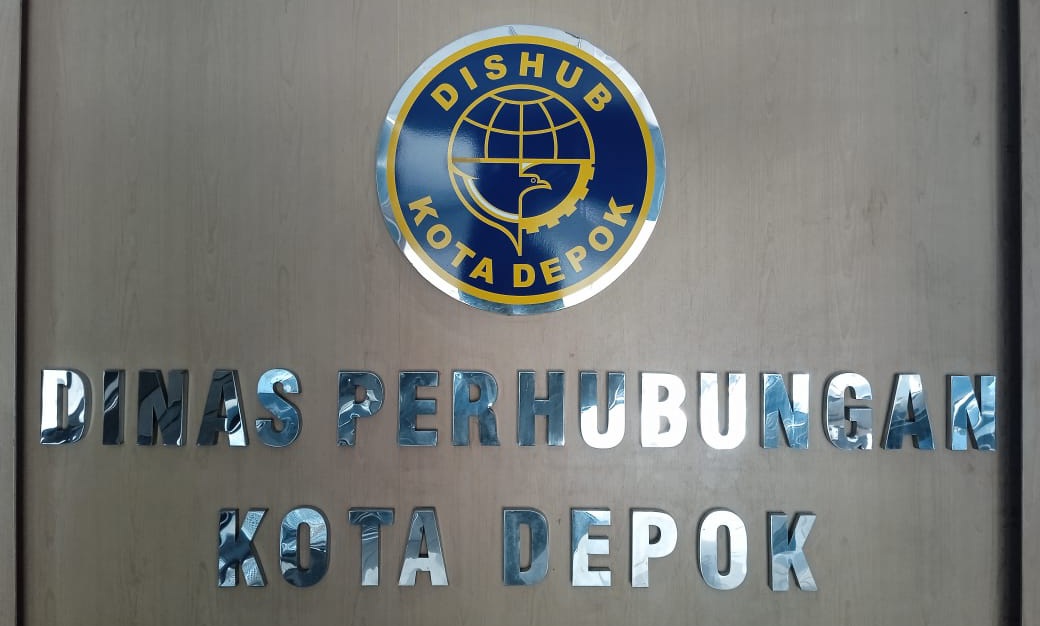 DISHUB
KOTA DEPOK
DINAS PERHUBUNGAN
KOTA DEPOK